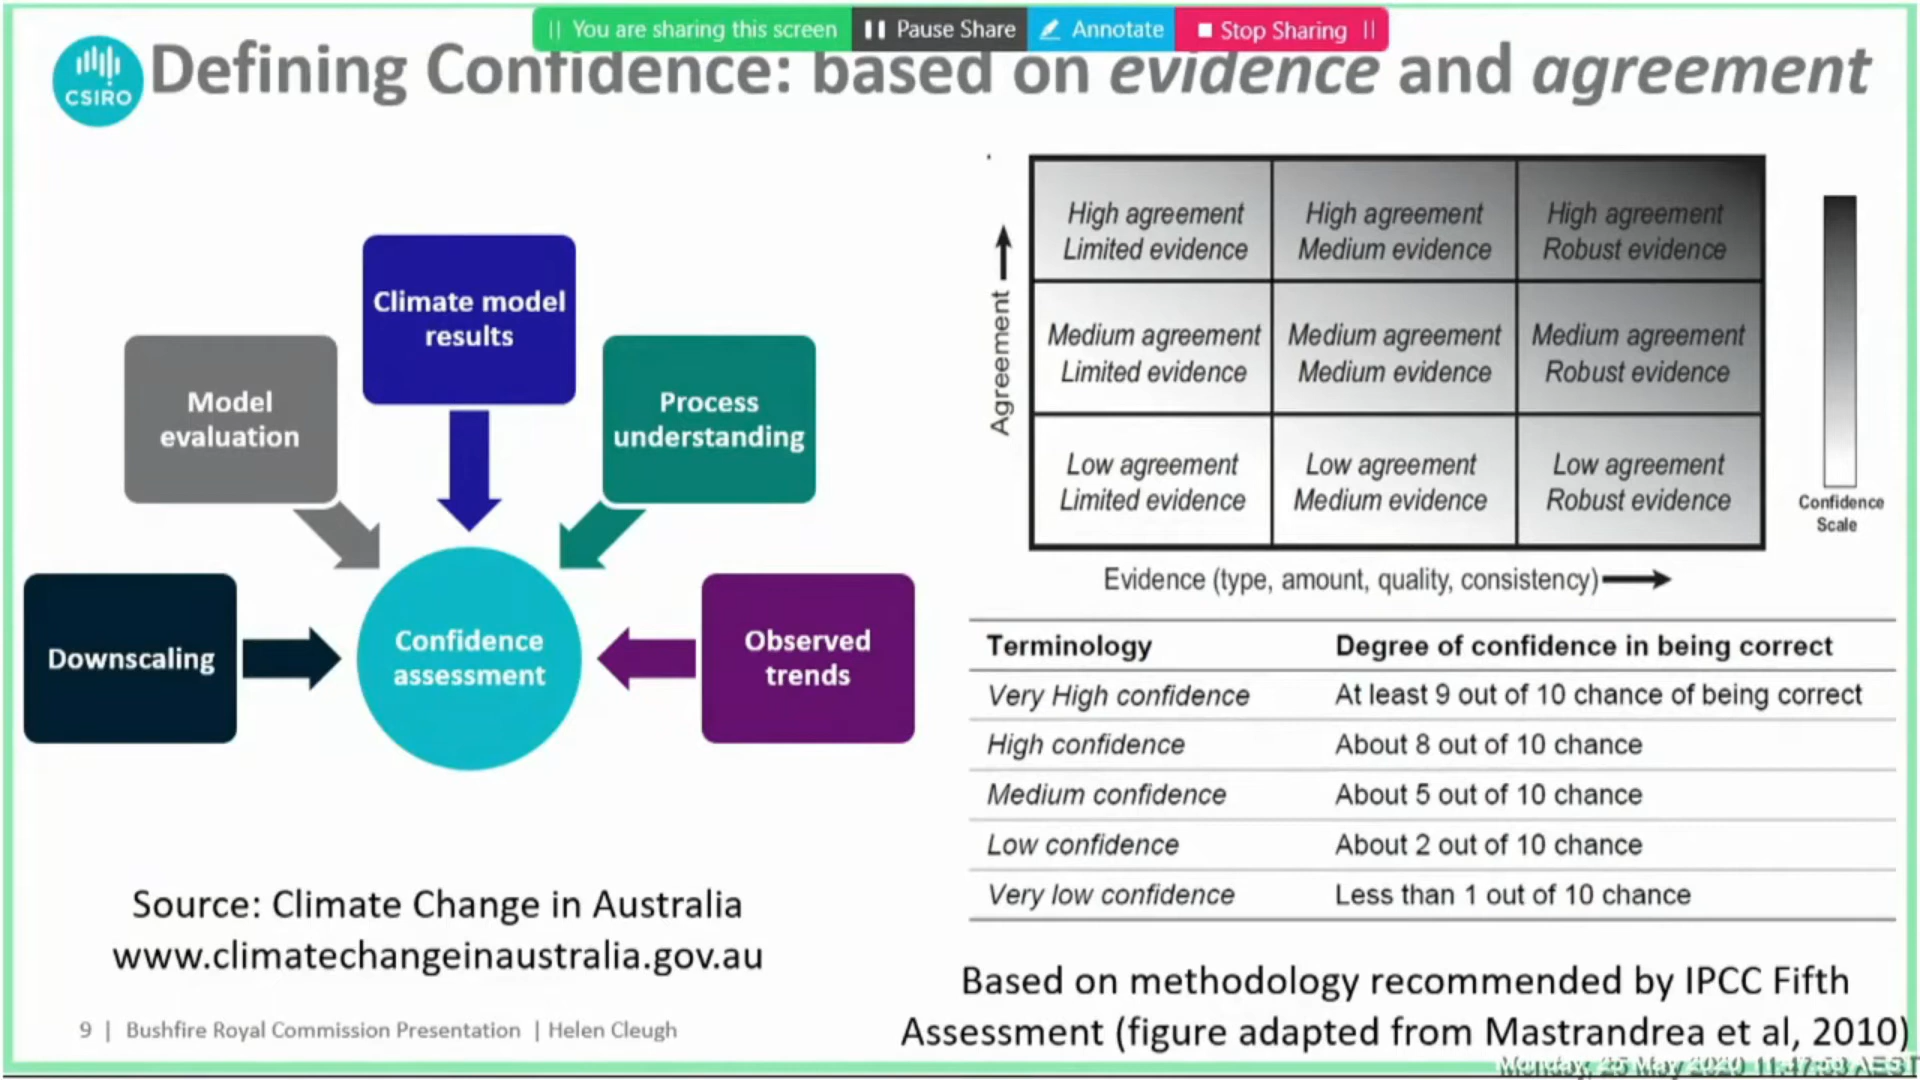 You are sharing this screen
Pause Share
Annotate
Stop Sharing
CSIRO
Defining Confidence: based on evidence and agreement
Climate model
results
Model
evaluation
Process
understanding
Downscaling
Confidence
assessment
Observed
trends
Source: Climate Change in Australia
www.climatechangeinaustralia.gov.au
9 | Bushfire Royal Commission Presentation | Helen Cleugh
Agreement
High agreement
Limited evidence
High agreement
Medium evidence
High agreement
Robust evidence
Medium agreement
Limited evidence
Medium agreement
Medium evidence
Medium agreement
Robust evidence
Low agreement
Limited evidence
Low agreement
Medium evidence
Low agreement
Robust evidence
Confidence
Scale
Evidence (type, amount, quality, consistency)
Terminology Degree of confidence in being correct
Very High confidence At least 9 out of 10 chance of being correct
High confidence About 8 out of 10 chance
Medium confidence About 5 out of 10 chance
Low confidence About 2 out of 10 chance
Very low confidence Less than 1 out of 10 chance
Based on methodology recommended by IPCC Fifth
Assessment (figure adapted from Mastrandrea et al, 2010)
Monday, 25 May 2020